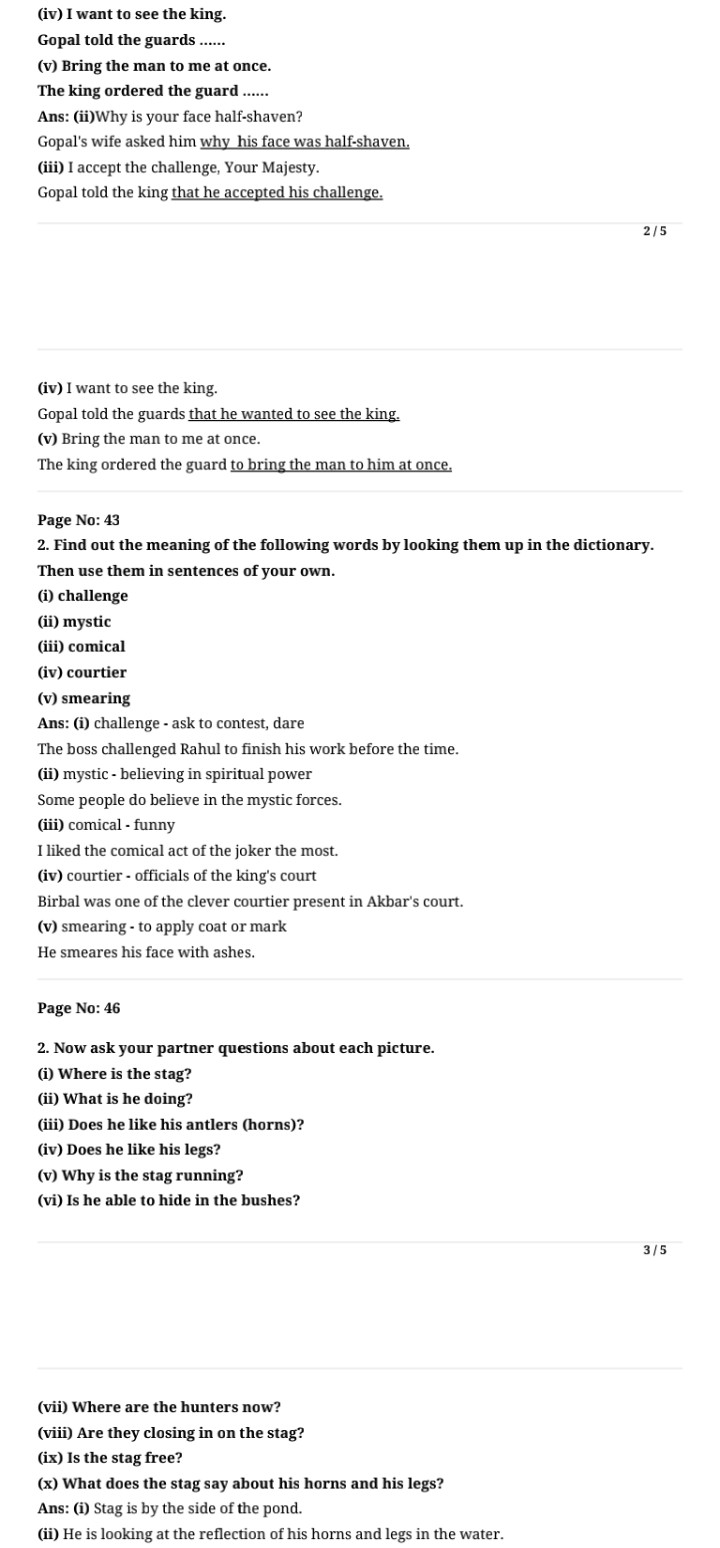 (iv) I want to see the king.
Gopal told the guards ......
(v) Bring the man to me at once.
The king ordered the guard ......
Ans: (ii)Why is your face half-shaven?
Gopal's wife asked him why his face was half-shaven.
(iii) I accept the challenge, Your Majesty.
Gopal told the king that he accepted his challenge.
2 / 5
(iv) I want to see the king.
Gopal told the guards that he wanted to see the king.
(v) Bring the man to me at once.
The king ordered the guard to bring the man to him at once.
Page No: 43
2. Find out the meaning of the following words by looking them up in the dictionary.
Then use them in sentences of your own.
(i) challenge
(ii) mystic
(iii) comical
(iv) courtier
(v) smearing
Ans: (i) challenge - ask to contest, dare
The boss challenged Rahul to finish his work before the time.
(ii) mystic - believing in spiritual power
Some people do believe in the mystic forces.
(iii) comical - funny
I liked the comical act of the joker the most.
(iv) courtier - officials of the king's court
Birbal was one of the clever courtier present in Akbar's court.
(v) smearing - to apply coat or mark
He smeares his face with ashes.
Page No: 46
2. Now ask your partner questions about each picture.
(i) Where is the stag?
(ii) What is he doing?
(iii) Does he like his antlers (horns)?
(iv) Does he like his legs?
(v) Why is the stag running?
(vi) Is he able to hide in the bushes?
3 / 5
(vii) Where are the hunters now?
(viii) Are they closing in on the stag?
(ix) Is the stag free?
(x) What does the stag say about his horns and his legs?
Ans: (i) Stag is by the side of the pond.
(ii) He is looking at the reflection of his horns and legs in the water.